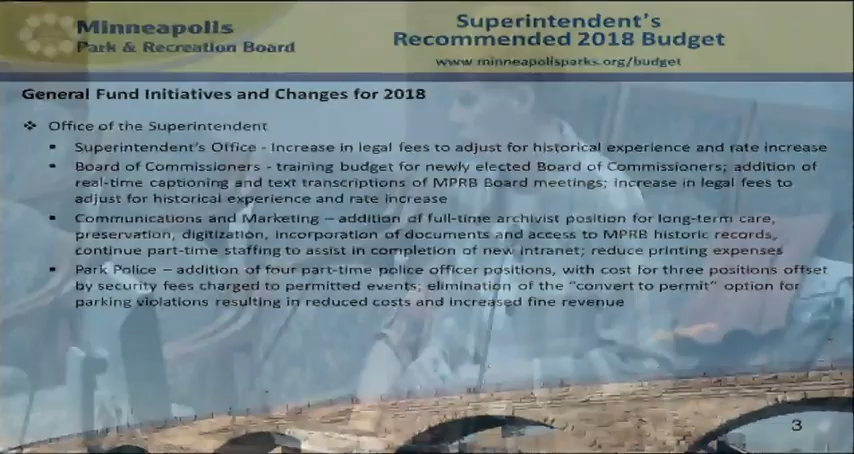 Minneapolis
Park & Recreation Board
Superintendent's
Recommended 2018 Budget
www.minneapolisparks.org/budget
General Fund Initiatives and Changes for 2018
❖ Office of the Superintendent
▪ Superintendent's Office - Increase in legal fees to adjust for historical experience and rate increase
▪ Board of Commissioners - training budget for newly elected Board of Commissioners; addition of
real-time captioning and text transcriptions of MPRB Board meetings; increase in legal fees to
adjust for historical experience and rate increase
▪ Communications and Marketing – addition of full-time archivist position for long-term care,
preservation, digitization, incorporation of documents and access to MPRB historic records,
continue part-time staffing to assist in completion of new intranet; reduce printing expenses
▪ Park Police – addition of four part-time police officer positions, with cost for three positions offset
by security fees charged to permitted events; elimination of the "convert to permit" option for
parking violations resulting in reduced costs and increased fine revenue
3